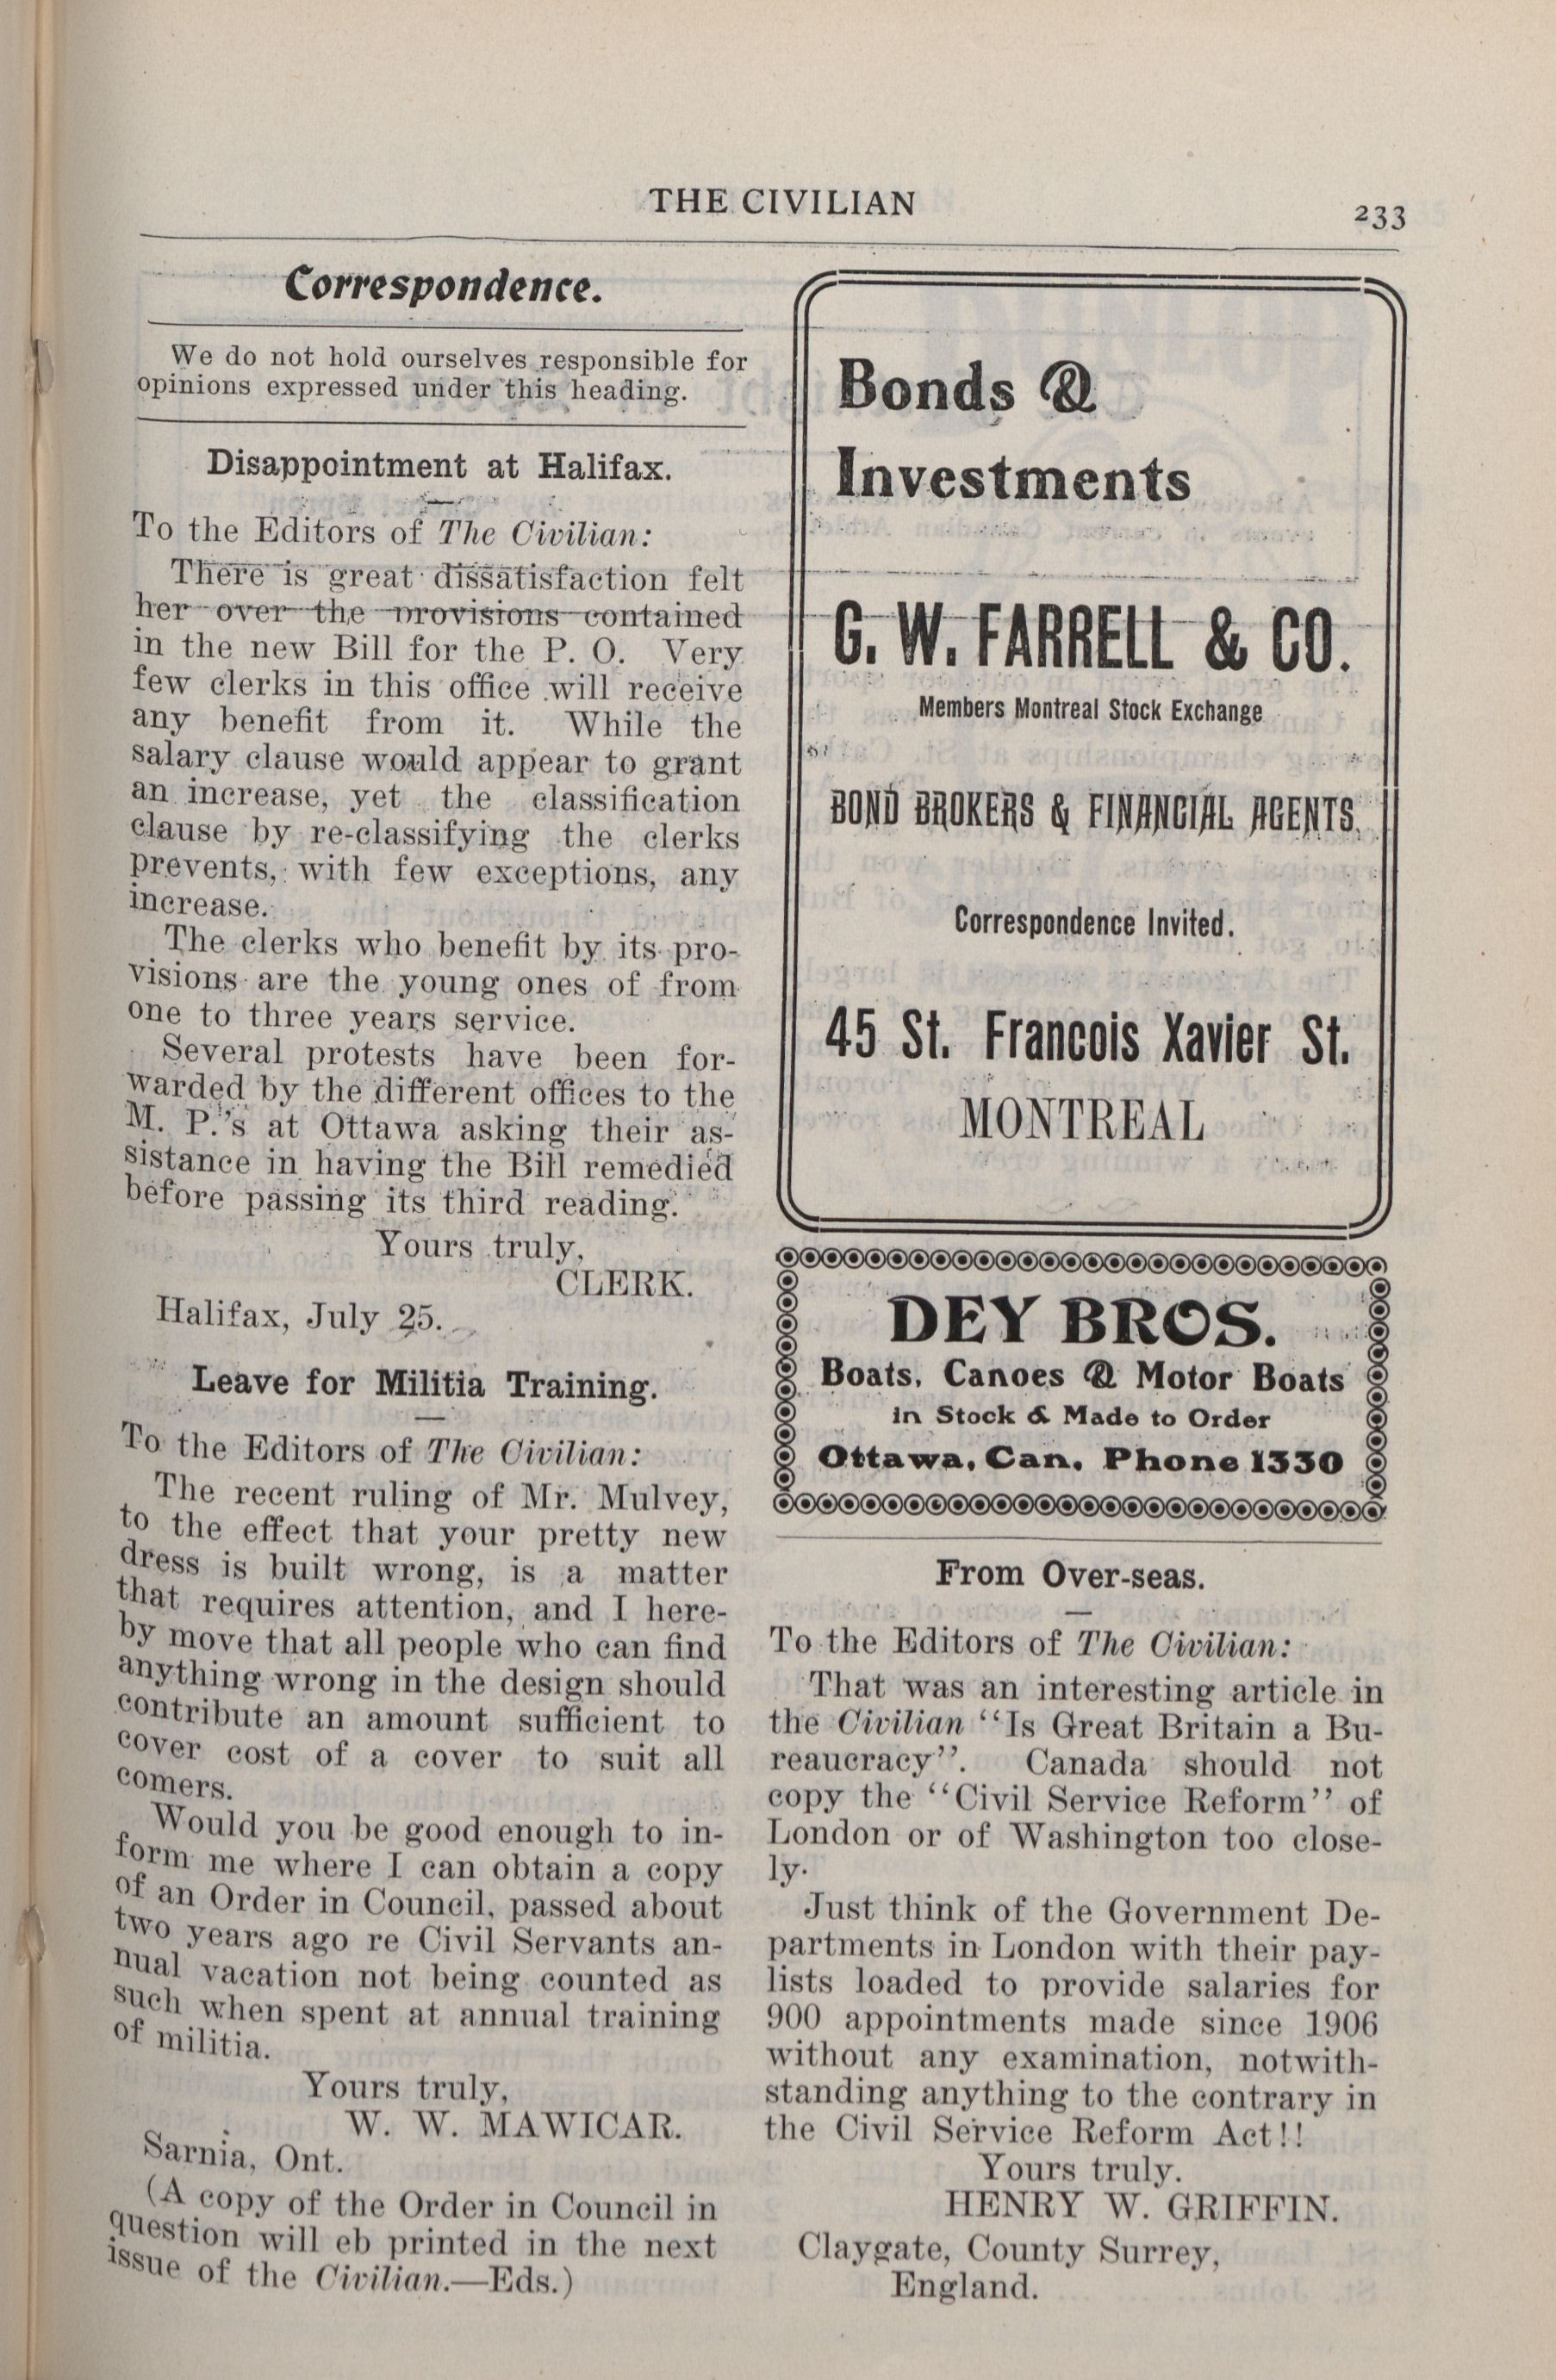 THE CIVILIAN
233
Correspondence.
We do not hold ourselves responsible for
opinions expressed under this heading.
Disappointment at Halifax.
To the Editors of The Civilian:
There is great dissatisfaction felt
her over the provisions contained
in the new Bill for the P. O. Very
few clerks in this office will receive
any benefit from it. While the
salary clause would appear to grant
an increase, yet the classification
clause by re-classifying the clerks
prevents, with few exceptions, any
increase.
The clerks who benefit by its pro-
visions are the young ones of from
one to three years service.
Several protests have been for-
warded by the different offices to the
M. P.'s at Ottawa asking their as-
sistance in having the Bill remedied
before passing its third reading.
Yours truly,
CLERK.
Halifax, July 25.
Leave for Militia Training.
To the Editors of The Civilian:
The recent ruling of Mr. Mulvey,
to the effect that your pretty new
dress is built wrong, is a matter
that requires attention, and I here-
by move that all people who can find
anything wrong in the design should
contribute an amount sufficient to
cover cost of a cover to suit all
comers.
Would you be good enough to in-
form me where I can obtain a copy
of an Order in Council, passed about
two years ago re Civil Servants an-
nual vacation not being counted as
such when spent at annual training
of militia.
Yours truly,
W. W. MAWICAR.
Sarnia, Ont.
(A copy of the Order in Council in
question will eb printed in the next
issue of the Civilian.—Eds.)
Bonds &
Investments
G. W. FARRELL & CO.
Members Montreal Stock Exchange
BOND BROKERS & FINANCIAL AGENTS.
Correspondence Invited.
45 St. Francois Xavier St.
MONTREAL
DEY BROS.
Boats, Canoes & Motor Boats
in Stock & Made to Order
Ottawa, Can. Phone 1330
From Over-seas.
To the Editors of The Civilian:
That was an interesting article in
the Civilian "Is Great Britain a Bu-
reaucracy". Canada should not
copy the "Civil Service Reform" of
London or of Washington too close-
ly.
Just think of the Government De-
partments in London with their pay-
lists loaded to provide salaries for
900 appointments made since 1906
without any examination, notwith-
standing anything to the contrary in
the Civil Service Reform Act!!
Yours truly.
HENRY W. GRIFFIN.
Claygate, County Surrey,
England.